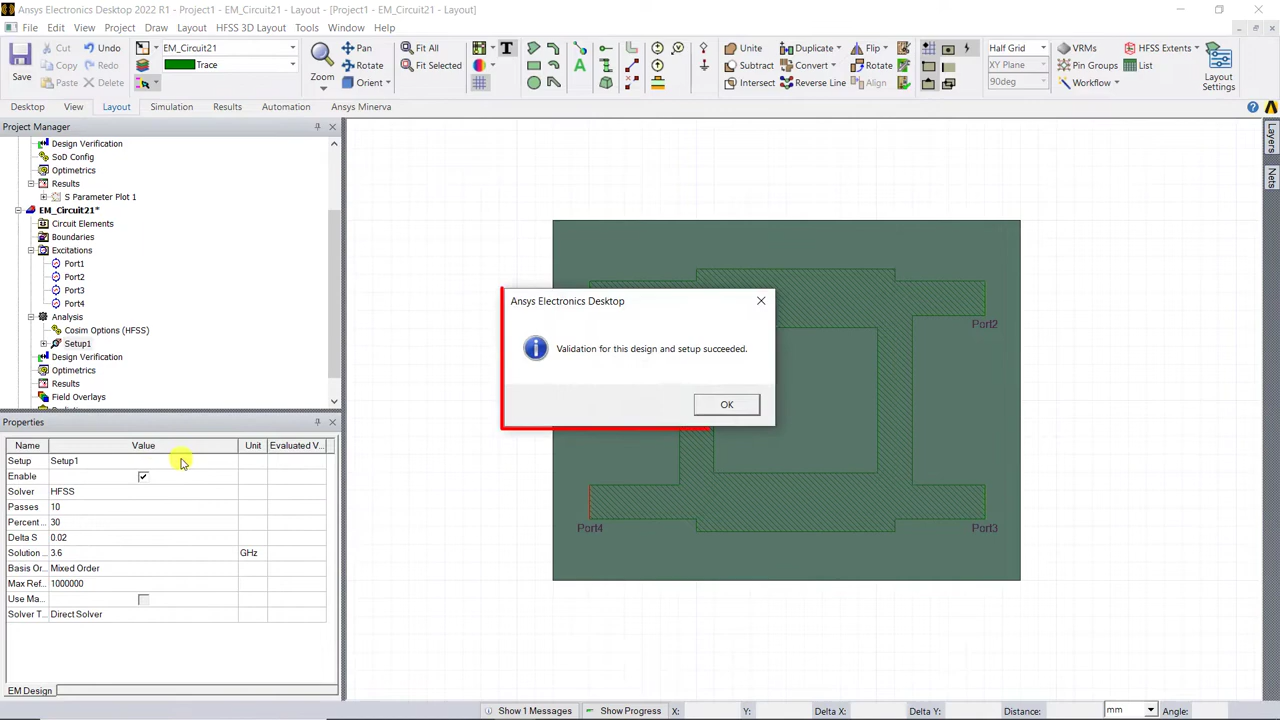 Ansys Electronics Desktop 2022 R1 - Project1 - EM_Circuit21 - Layout - [Project1 - EM_Circuit21 - Layout]
File Edit View Project Draw Layout HFSS 3D Layout Tools Window Help
Save
Cut Undo
Copy Redo
Paste Delete
EM_Circuit21
Trace
Zoom
Pan
Rotate
Orient
Fit All
Fit Selected
T
A
Unite Duplicate Flip
Subtract Convert Rotate
Intersect Reverse Line Align
Half Grid
XY Plane
90deg
VRMs HFSS Extents
Pin Groups List
Workflow
Layout
Settings
Desktop View Layout Simulation Results Automation Ansys Minerva
Project Manager
Design Verification
SoD Config
Optimetrics
Results
S Parameter Plot 1
EM_Circuit21*
Circuit Elements
Boundaries
Excitations
Port1
Port2
Port3
Port4
Analysis
Cosim Options (HFSS)
Setup1
Design Verification
Optimetrics
Results
Field Overlays
Properties
Name Value Unit Evaluated V...
Setup Setup1
Enable
Solver HFSS
Passes 10
Percent ... 30
Delta S 0.02
Solution ... 3.6 GHz
Basis Or... Mixed Order
Max Ref... 1000000
Use Ma...
Solver T... Direct Solver
EM Design
Port2
Port4
Port3
Ansys Electronics Desktop
Validation for this design and setup succeeded.
OK
Layers
Nets
Show 1 Messages Show Progress X: Y: Delta X: Delta Y: Distance: mm Angle: